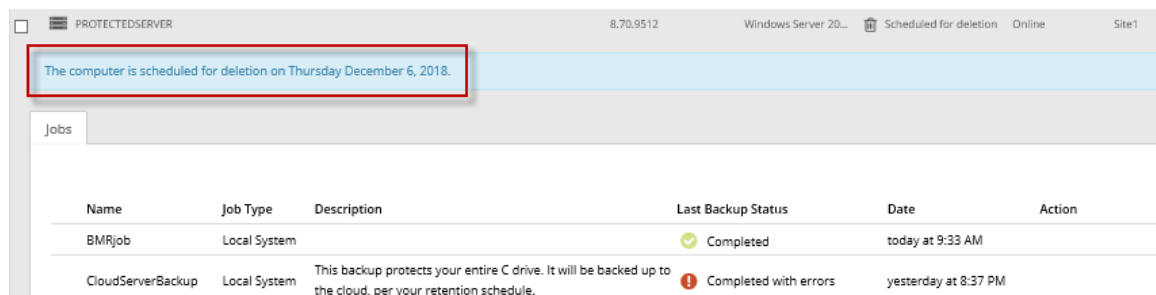 PROTECTEDSERVER 8.70.9512 Windows Server 20... Scheduled for deletion Online Site1
The computer is scheduled for deletion on Thursday December 6, 2018.
Jobs
Name Job Type Description Last Backup Status Date Action
BMRjob Local System Completed today at 9:33 AM
This backup protects your entire C drive. It will be backed up to
CloudServerBackup Local System Completed with errors yesterday at 8:37 PM
the cloud, per your retention schedule.